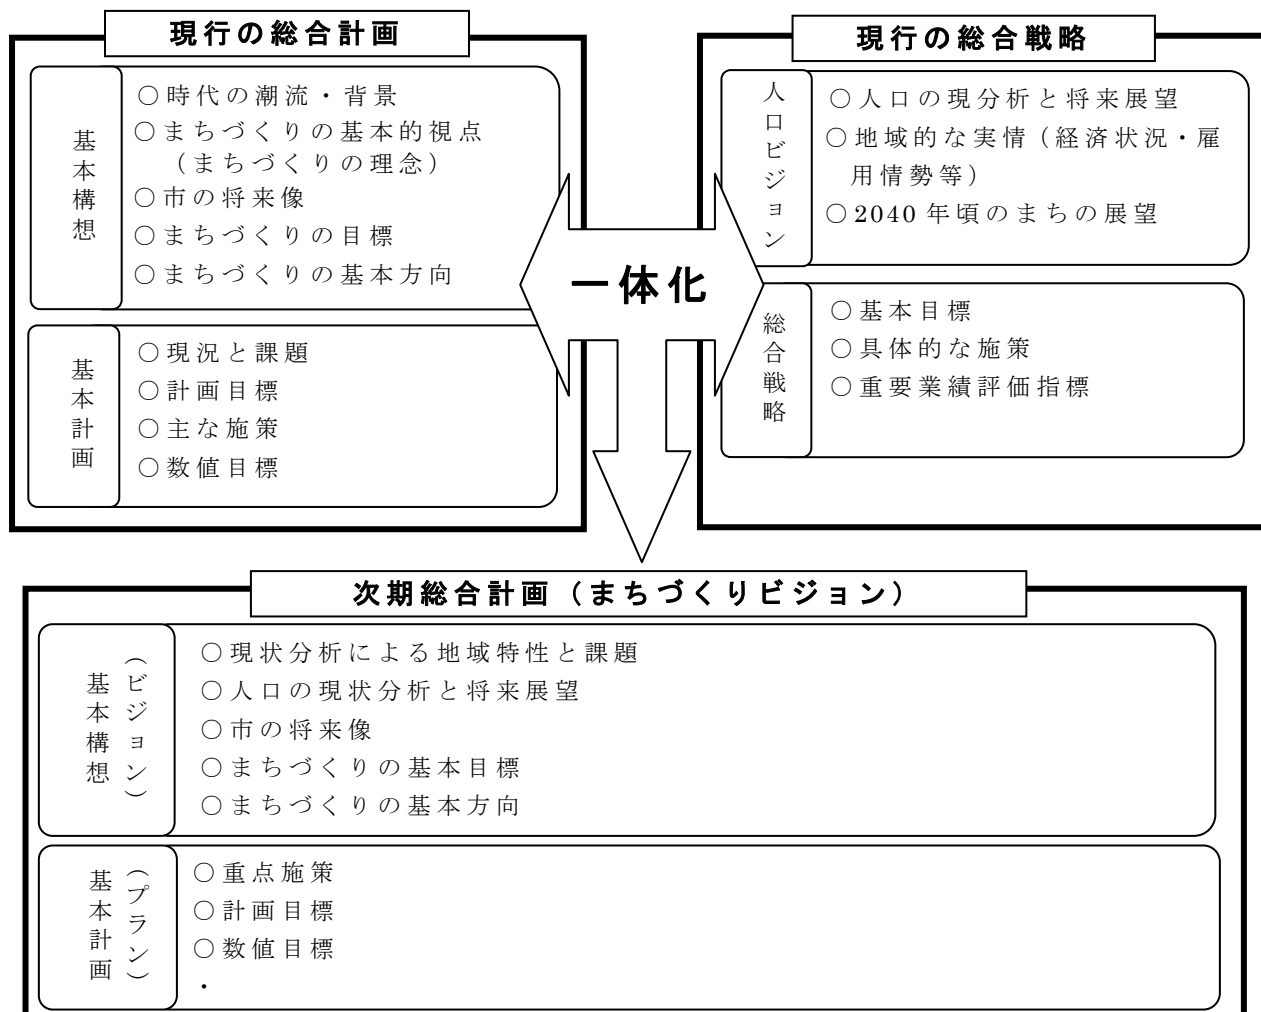 現行の総合計画
基本構想
○時代の潮流・背景
○まちづくりの基本的視点
（まちづくりの理念）
○市の将来像
○まちづくりの目標
○まちづくりの基本方向
基本計画
○現況と課題
○計画目標
○主な施策
○数値目標
一体化
現行の総合戦略
人口ビジョン
○人口の現分析と将来展望
○地域的な実情（経済状況・雇
用情勢等）
○2040年頃のまちの展望
総合戦略
○基本目標
○具体的な施策
○重要業績評価指標
次期総合計画（まちづくりビジョン）
基本構想
（ビジョン）
○現状分析による地域特性と課題
○人口の現状分析と将来展望
○市の将来像
○まちづくりの基本目標
○まちづくりの基本方向
基本計画
（プラン）
○重点施策
○計画目標
○数値目標
・